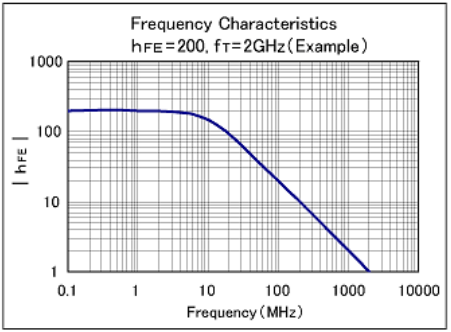 Frequency Characteristics
hFE=200, fT=2GHz(Example)
1000
100
10
1
| hFE |
0.1 1 10 100 1000 10000
Frequency(MHz)